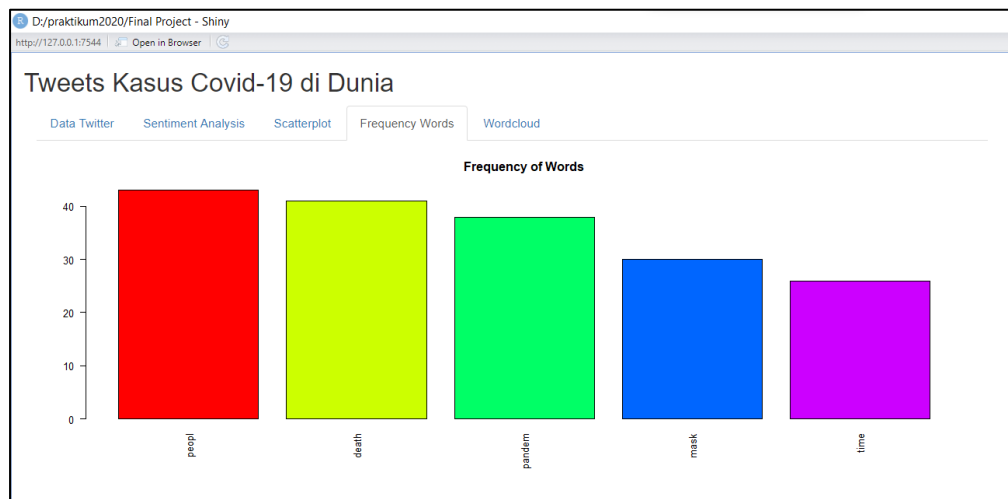 D:/praktikum2020/Final Project - Shiny
http://127.0.0.1:7544 Open in Browser
Tweets Kasus Covid-19 di Dunia
Data Twitter Sentiment Analysis Scatterplot Frequency Words Wordcloud
Frequency of Words
40
30
20
10
0
peopl death pandem mask time